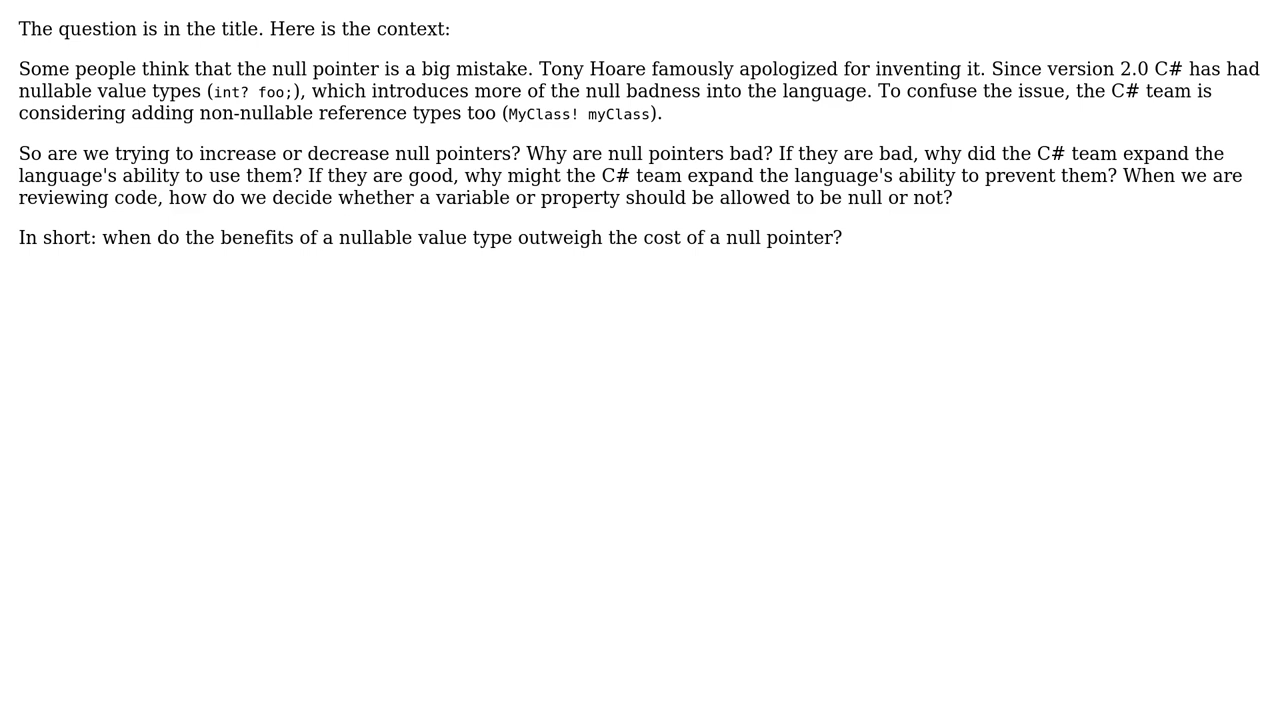 The question is in the title. Here is the context:
Some people think that the null pointer is a big mistake. Tony Hoare famously apologized for inventing it. Since version 2.0 C# has had
nullable value types (int? foo;), which introduces more of the null badness into the language. To confuse the issue, the C# team is
considering adding non-nullable reference types too (MyClass! myClass).
So are we trying to increase or decrease null pointers? Why are null pointers bad? If they are bad, why did the C# team expand the
language's ability to use them? If they are good, why might the C# team expand the language's ability to prevent them? When we are
reviewing code, how do we decide whether a variable or property should be allowed to be null or not?
In short: when do the benefits of a nullable value type outweigh the cost of a null pointer?